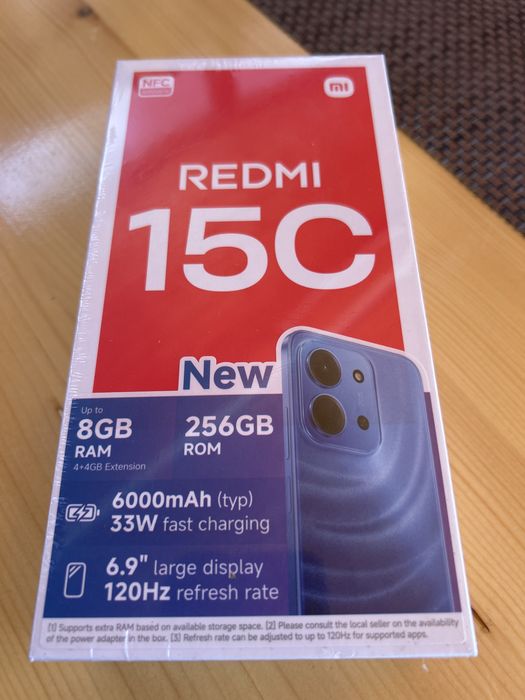 NFC
mi
REDMI
15C
New
Up to
8GB
RAM
4+4GB Extension
256GB
ROM
6000mAh (typ)
33W fast charging
6.9" large display
120Hz refresh rate
[1] Supports extra RAM based on available storage space. [2] Please consult the local seller on the availability
of the power adapter in the box. [3] Refresh rate can be adjusted to up to 120Hz for supported apps.